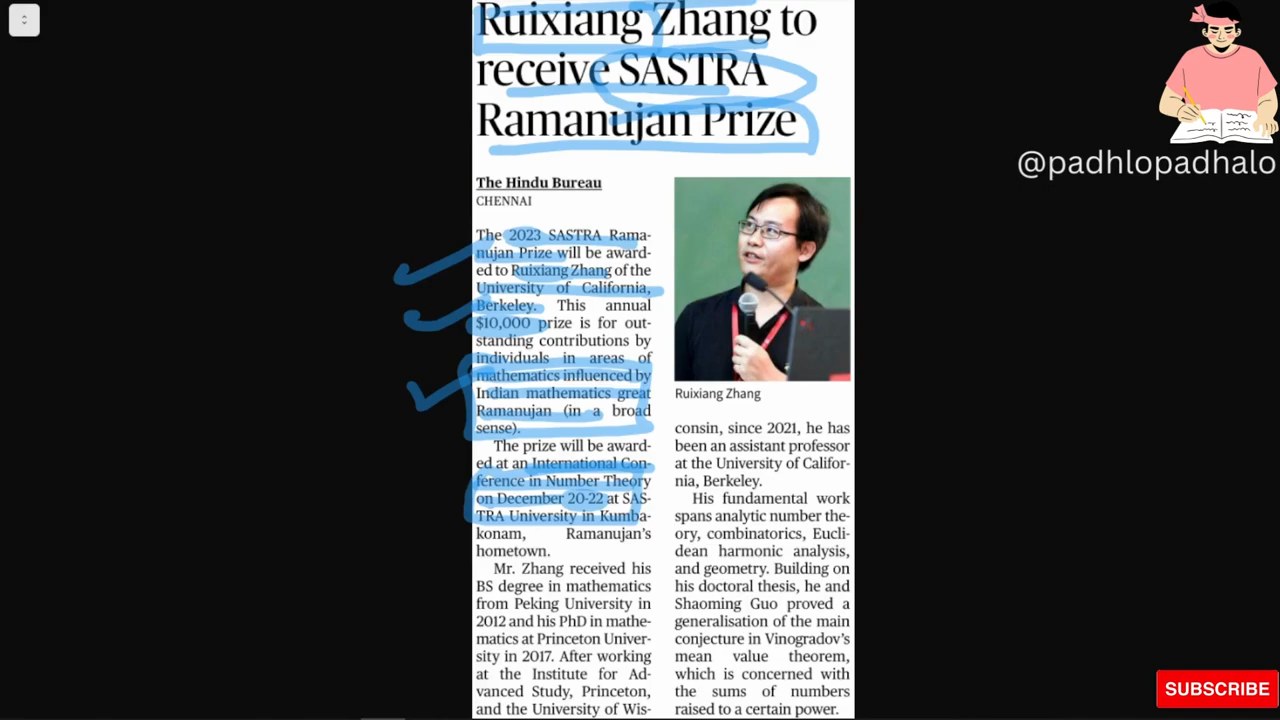 Ruixiang Zhang to
receive SASTRA
Ramanujan Prize
The Hindu Bureau
CHENNAI
The 2023 SASTRA Rama-
nujan Prize will be award-
ed to Ruixiang Zhang of the
University of California,
Berkeley. This annual
$10,000 prize is for out-
standing contributions by
individuals in areas of
mathematics influenced by
Indian mathematics great
Ramanujan (in a broad
sense).
The prize will be award-
ed at an International Con-
ference in Number Theory
on December 20-22 at SAS-
TRA University in Kumba-
konam, Ramanujan's
hometown.
Mr. Zhang received his
BS degree in mathematics
from Peking University in
2012 and his PhD in mathe-
matics at Princeton Univer-
sity in 2017. After working
at the Institute for Ad-
vanced Study, Princeton,
and the University of Wis-
Ruixiang Zhang
consin, since 2021, he has
been an assistant professor
at the University of Califor-
nia, Berkeley.
His fundamental work
spans analytic number the-
ory, combinatorics, Eucli-
dean harmonic analysis,
and geometry. Building on
his doctoral thesis, he and
Shaoming Guo proved a
generalisation of the main
conjecture in Vinogradov's
mean value theorem,
which is concerned with
the sums of numbers
raised to a certain power.
@padhlopadhalo
SUBSCRIBE